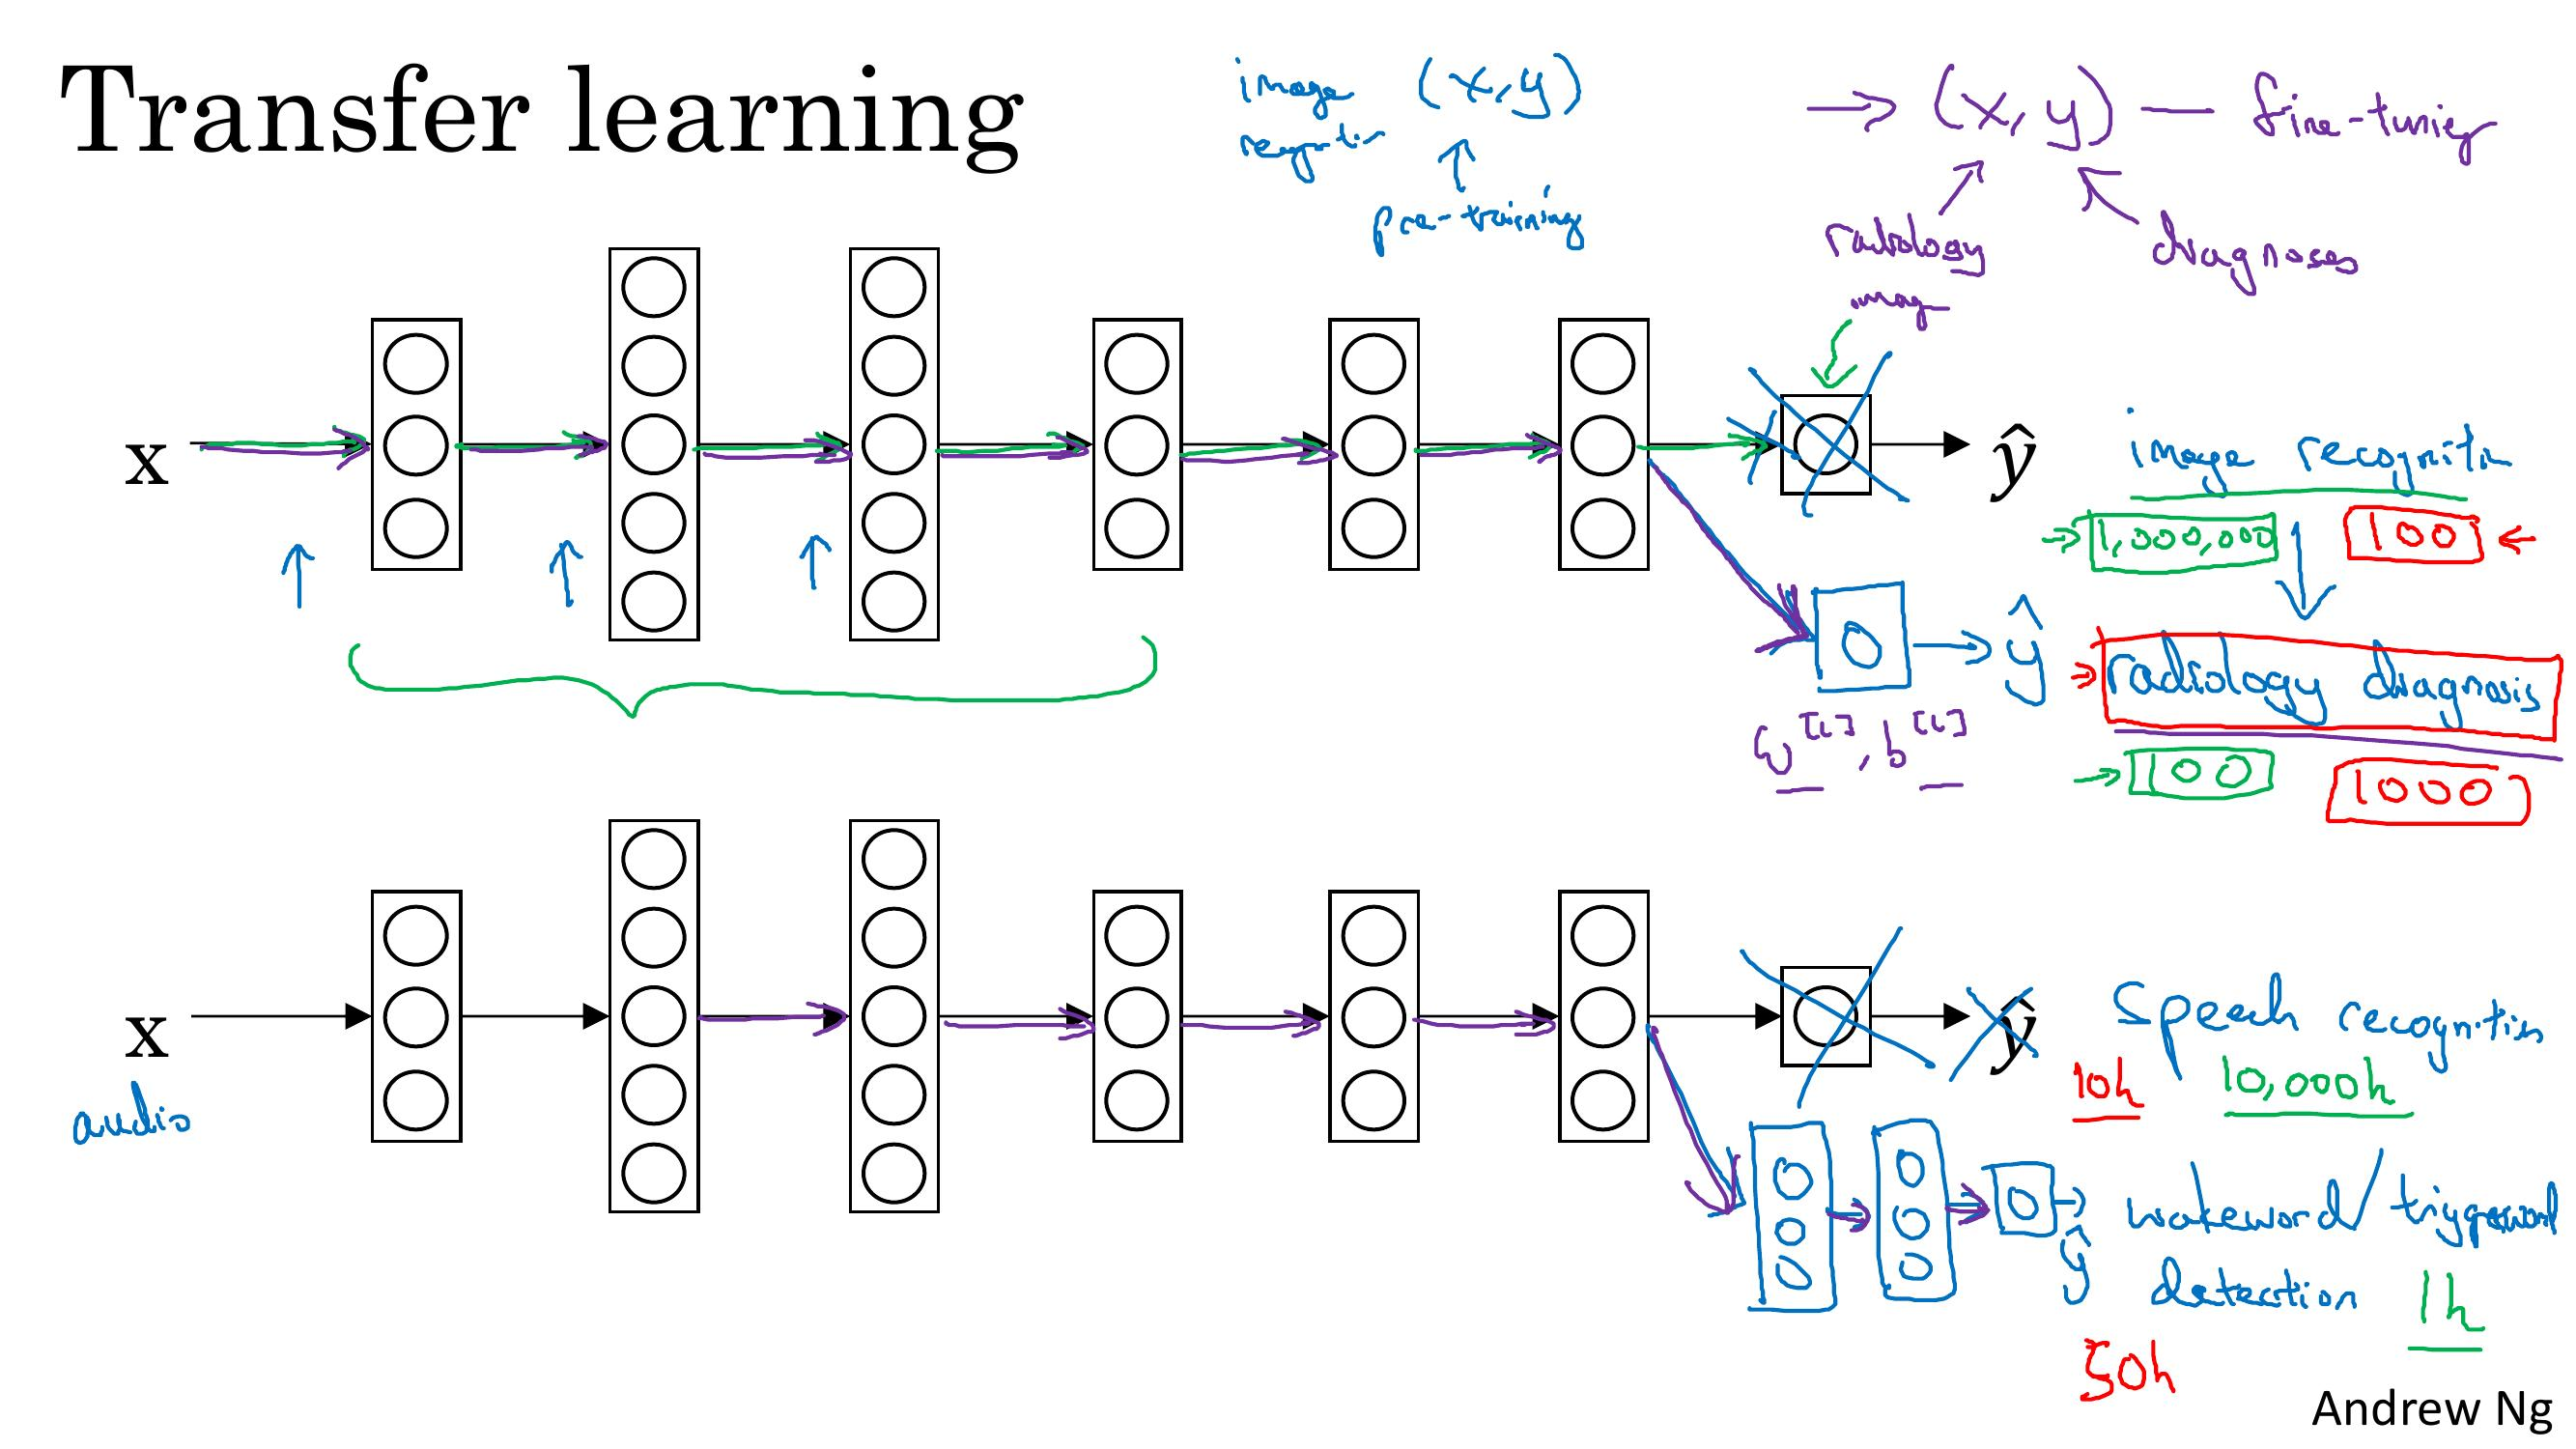 Transfer learning
image (x,y)
recognition
pre-training
→ (x, y) — fine-tuning
radiology
image
diagnoses
x
ŷ
image recognition
→ 1,000,000
100 ←
ŷ
→ radiology diagnosis
w[L], b[L]
→ 100
1000
x
audio
ŷ
Speech recognition
10h 10,000h
wakeword/triggerword
ŷ
detection 1h
50h
Andrew Ng